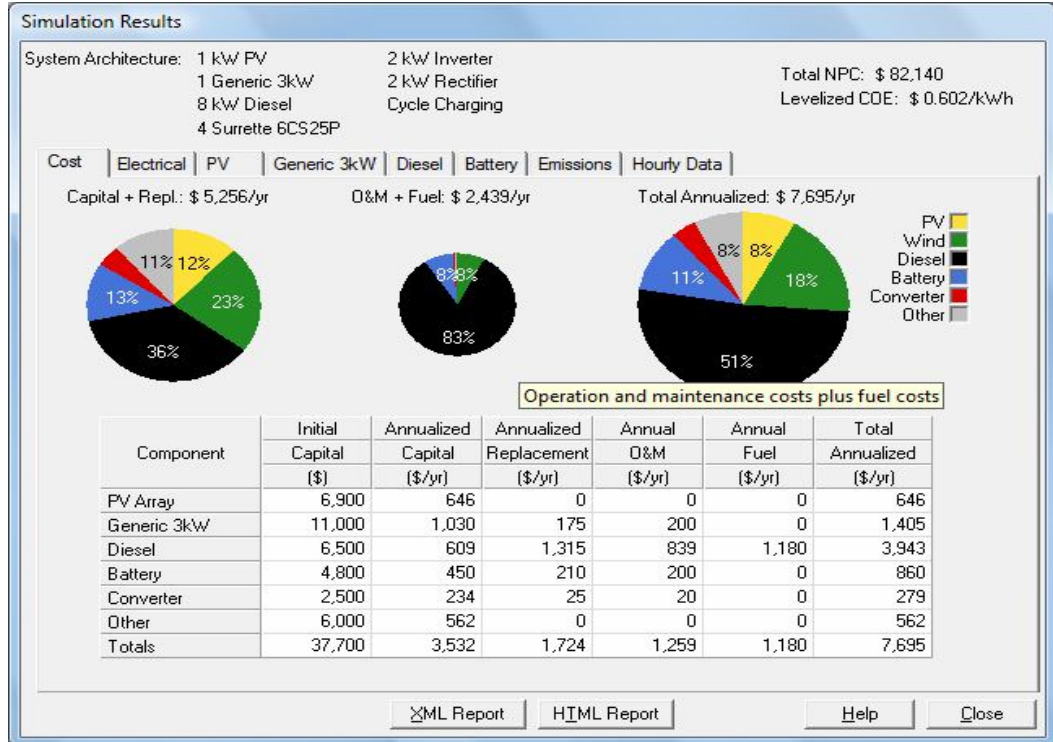 Simulation Results
System Architecture: 1 kW PV 2 kW Inverter
1 Generic 3kW 2 kW Rectifier
8 kW Diesel Cycle Charging
4 Surrette 6CS25P
Total NPC: $ 82,140
Levelized COE: $ 0.602/kWh
Cost Electrical PV Generic 3kW Diesel Battery Emissions Hourly Data
Capital + Repl.: $ 5,256/yr O&M + Fuel: $ 2,439/yr Total Annualized: $ 7,695/yr
11% 12%
13% 23%
36%
8% 8%
83%
8% 8%
11% 18%
51%
PV
Wind
Diesel
Battery
Converter
Other
Operation and maintenance costs plus fuel costs
Initial Annualized Annualized Annual Annual Total
Component Capital Capital Replacement O&M Fuel Annualized
($) ($/yr) ($/yr) ($/yr) ($/yr) ($/yr)
PV Array 6,900 646 0 0 0 646
Generic 3kW 11,000 1,030 175 200 0 1,405
Diesel 6,500 609 1,315 839 1,180 3,943
Battery 4,800 450 210 200 0 860
Converter 2,500 234 25 20 0 279
Other 6,000 562 0 0 0 562
Totals 37,700 3,532 1,724 1,259 1,180 7,695
XML Report HTML Report Help Close